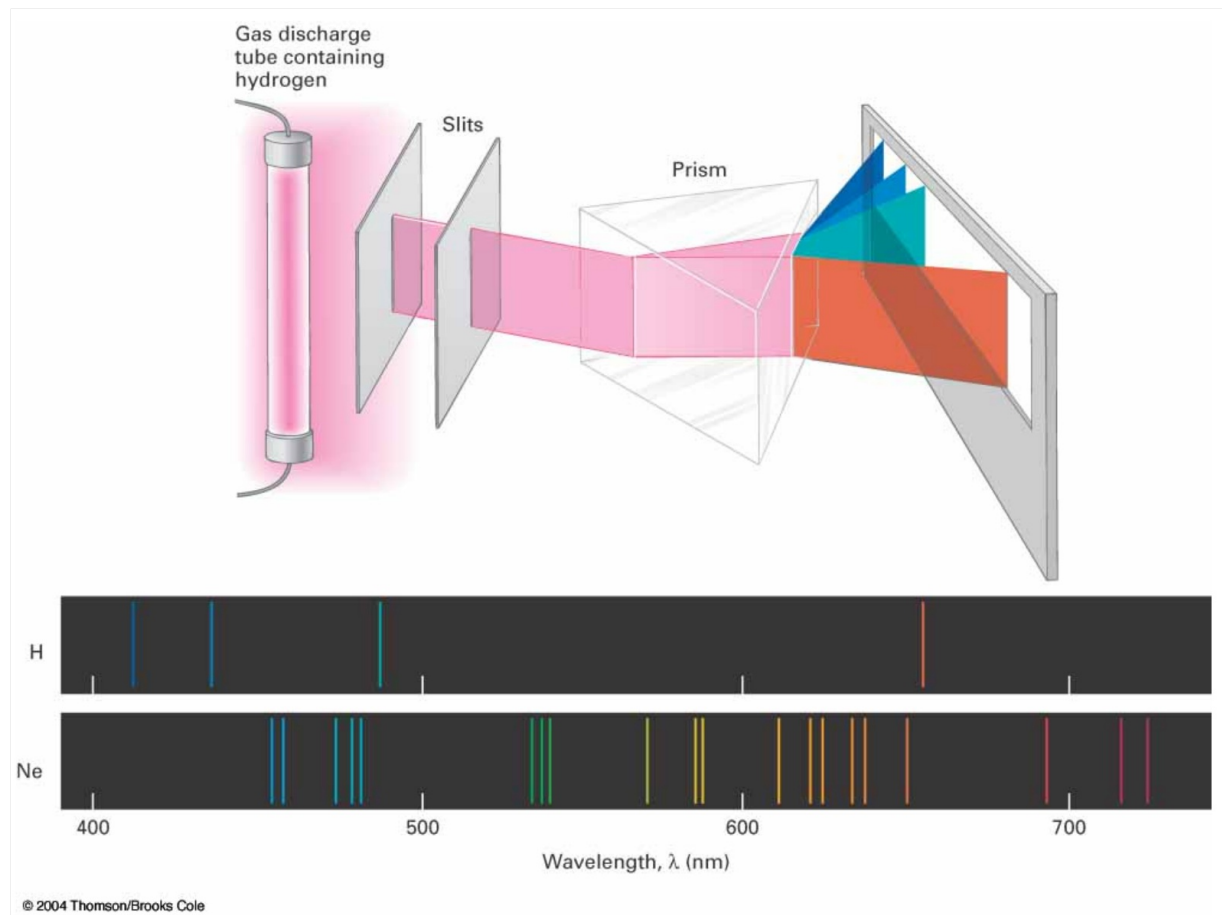 Gas discharge
tube containing
hydrogen
Slits
Prism
H
Ne
400
500
600
700
Wavelength, λ (nm)
© 2004 Thomson/Brooks Cole